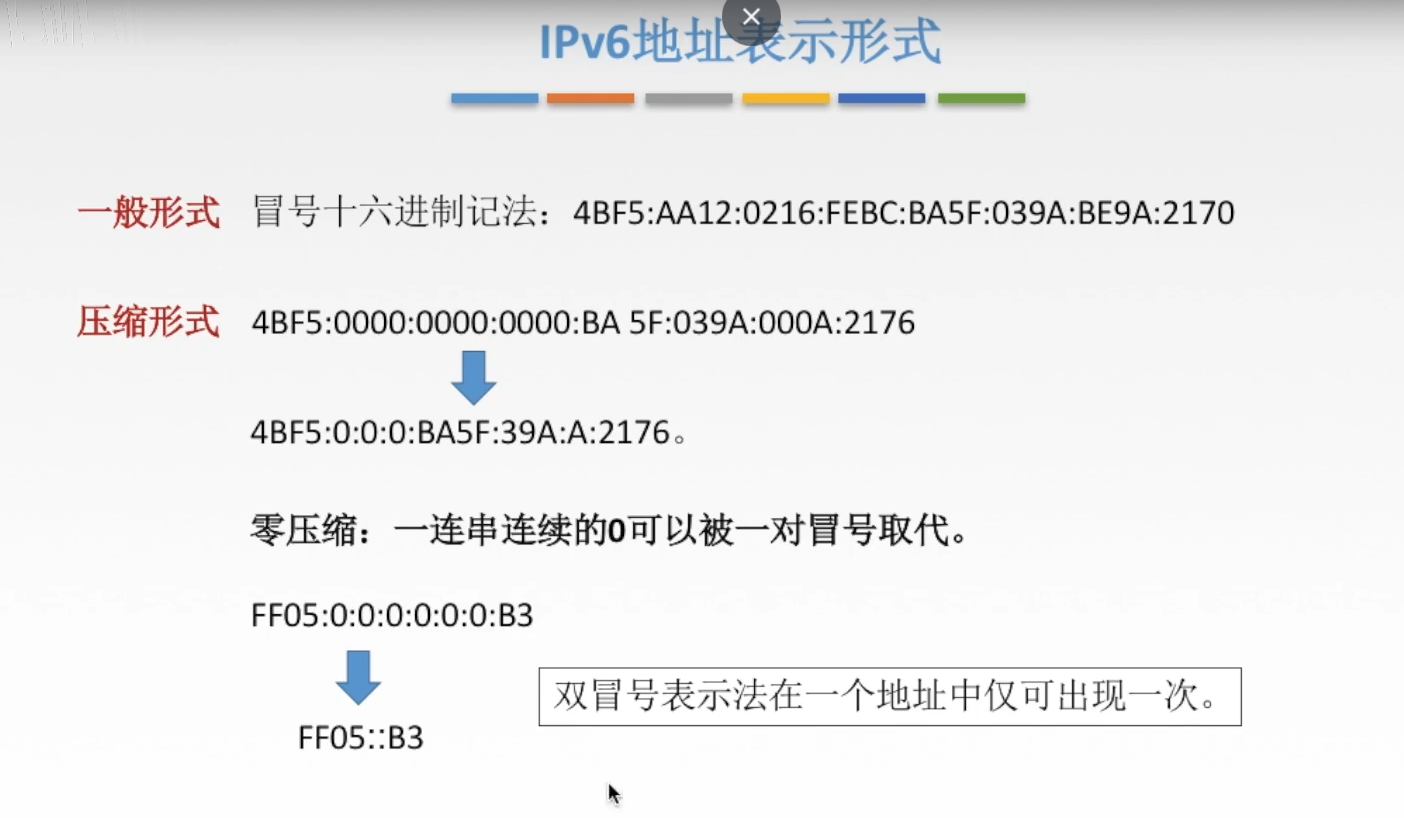 IPv6地址表示形式
一般形式 冒号十六进制记法：4BF5:AA12:0216:FEBC:BA5F:039A:BE9A:2170
压缩形式 4BF5:0000:0000:0000:BA 5F:039A:000A:2176
4BF5:0:0:0:BA5F:39A:A:2176。
零压缩：一连串连续的0可以被一对冒号取代。
FF05:0:0:0:0:0:0:B3
双冒号表示法在一个地址中仅可出现一次。
FF05::B3